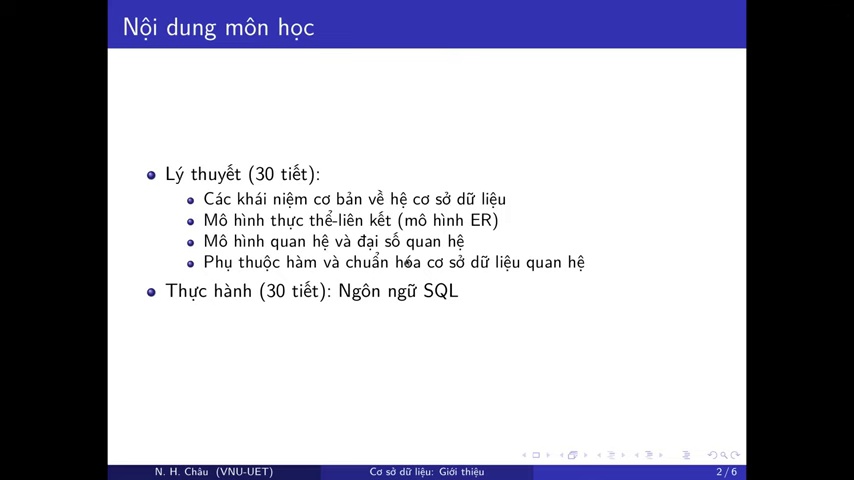 Nội dung môn học
Lý thuyết (30 tiết):
Các khái niệm cơ bản về hệ cơ sở dữ liệu
Mô hình thực thể-liên kết (mô hình ER)
Mô hình quan hệ và đại số quan hệ
Phụ thuộc hàm và chuẩn hóa cơ sở dữ liệu quan hệ
Thực hành (30 tiết): Ngôn ngữ SQL
N. H. Châu (VNU-UET) Cơ sở dữ liệu: Giới thiệu 2 / 6